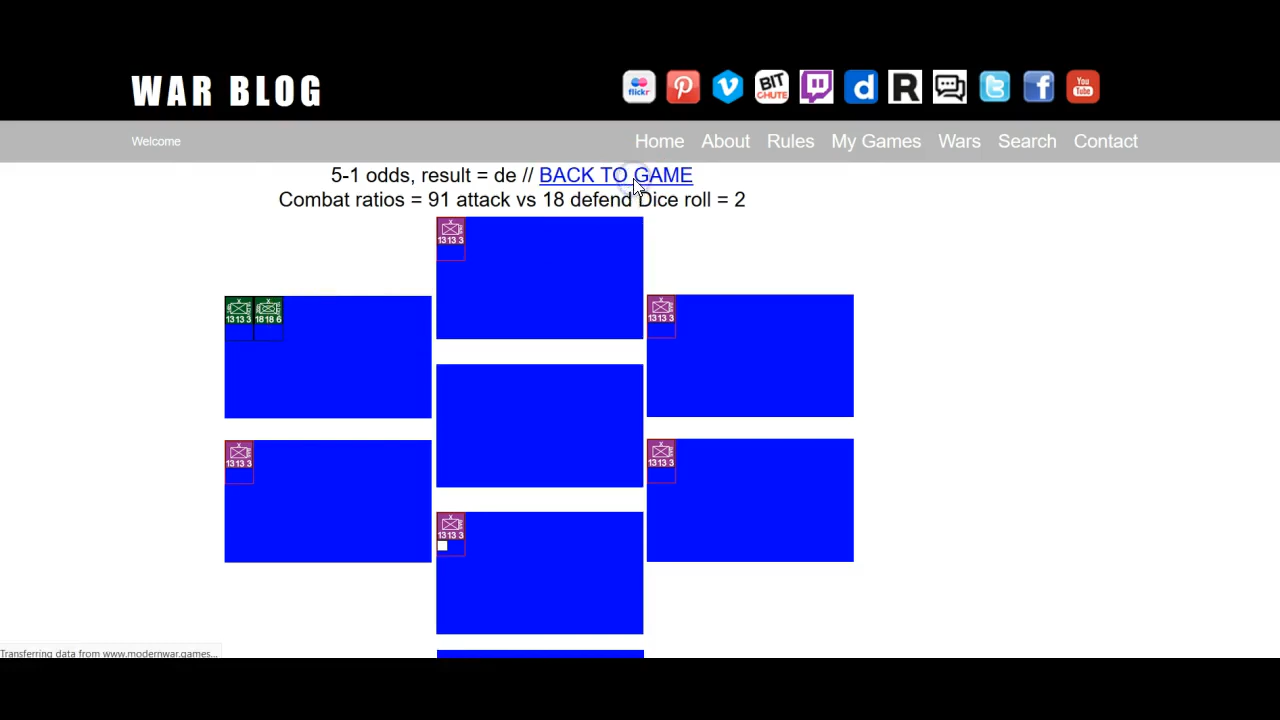 WAR BLOG
flickr
BIT CHUTE
You Tube
Welcome
Home About Rules My Games Wars Search Contact
5-1 odds, result = de // BACK TO GAME
Combat ratios = 91 attack vs 18 defend Dice roll = 2
X
13 13 3
X
13 13 3
X
18 18 6
X
13 13 3
X
13 13 3
X
13 13 3
X
13 13 3
Transferring data from www.modernwar.games...